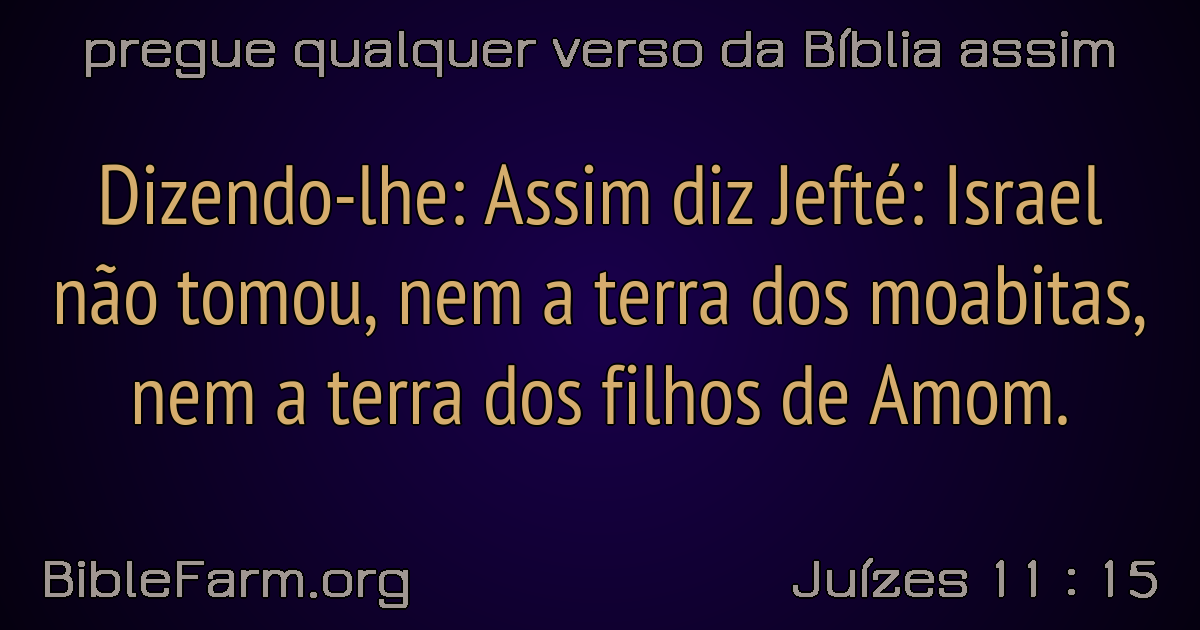 pregue qualquer verso da Bíblia assim
Dizendo-lhe: Assim diz Jefté: Israel
não tomou, nem a terra dos moabitas,
nem a terra dos filhos de Amom.
BibleFarm.org
Juízes 11 : 15